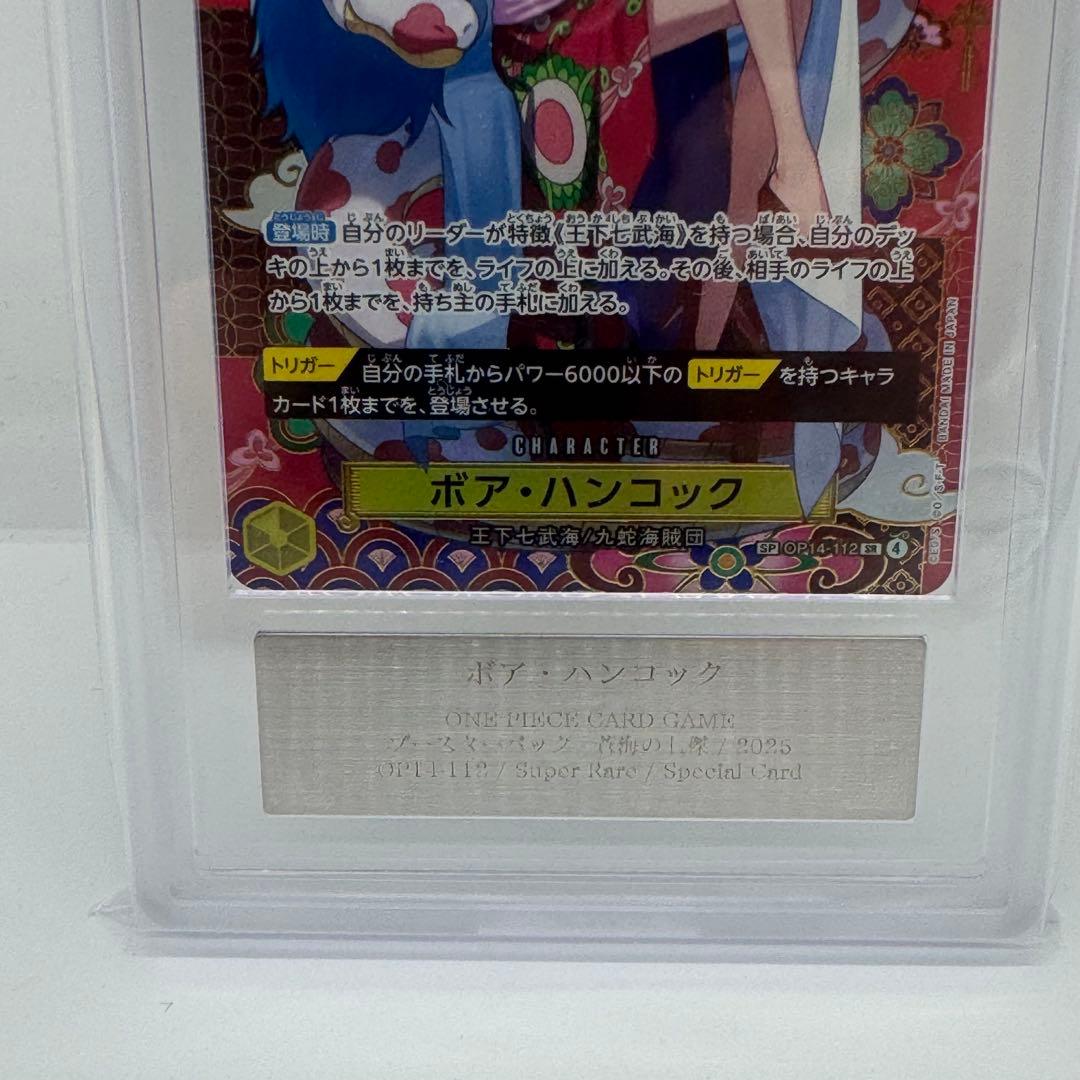 登場時 自分のリーダーが特徴《王下七武海》を持つ場合、自分のデッ
キの上から1枚までを、ライフの上に加える。その後、相手のライフの上
から1枚までを、持ち主の手札に加える。
トリガー 自分の手札からパワー6000以下の トリガー を持つキャラ
カード1枚までを、登場させる。
CHARACTER
ボア・ハンコック
王下七武海/九蛇海賊団
SP OP14-112 SR 4
BANDAI MADE IN JAPAN
ボア・ハンコック
ONE PIECE CARD GAME
ブースターパック 蒼海の七傑 / 2025
OP14-112 / Super Rare / Special Card